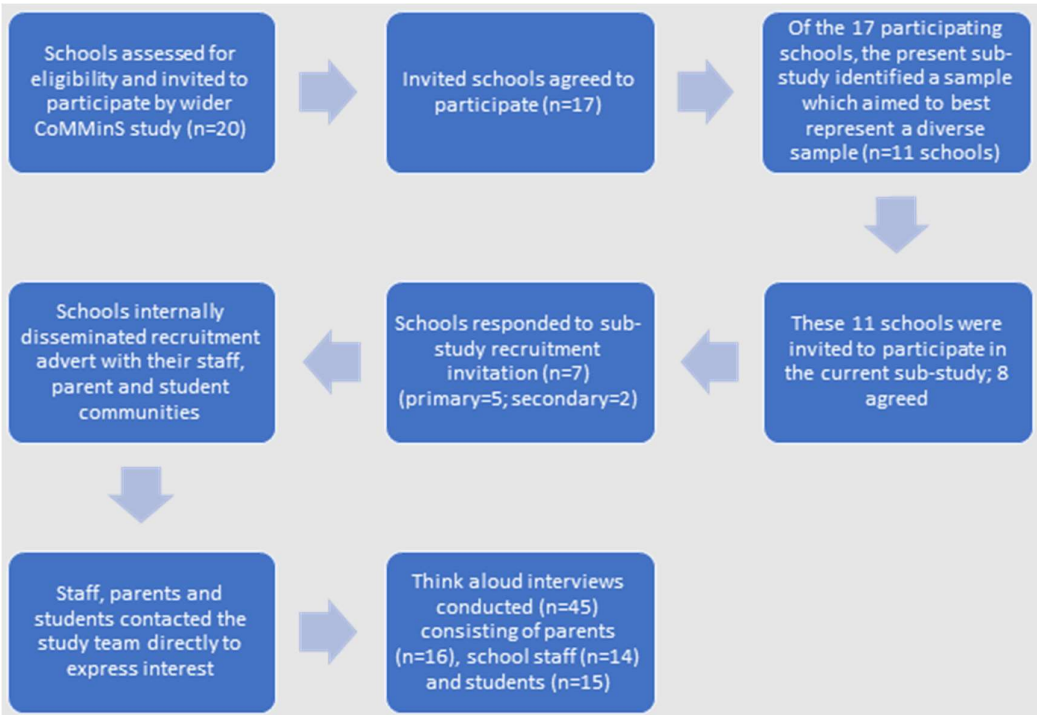 Schools assessed for
eligibility and invited to
participate by wider
CoMMinS study (n=20)
Invited schools agreed to
participate (n=17)
Of the 17 participating
schools, the present sub-
study identified a sample
which aimed to best
represent a diverse
sample (n=11 schools)
These 11 schools were
invited to participate in
the current sub-study; 8
agreed
Schools responded to sub-
study recruitment
invitation (n=7)
(primary=5; secondary=2)
Schools internally
disseminated recruitment
advert with their staff,
parent and student
communities
Staff, parents and
students contacted the
study team directly to
express interest
Think aloud interviews
conducted (n=45)
consisting of parents
(n=16), school staff (n=14)
and students (n=15)